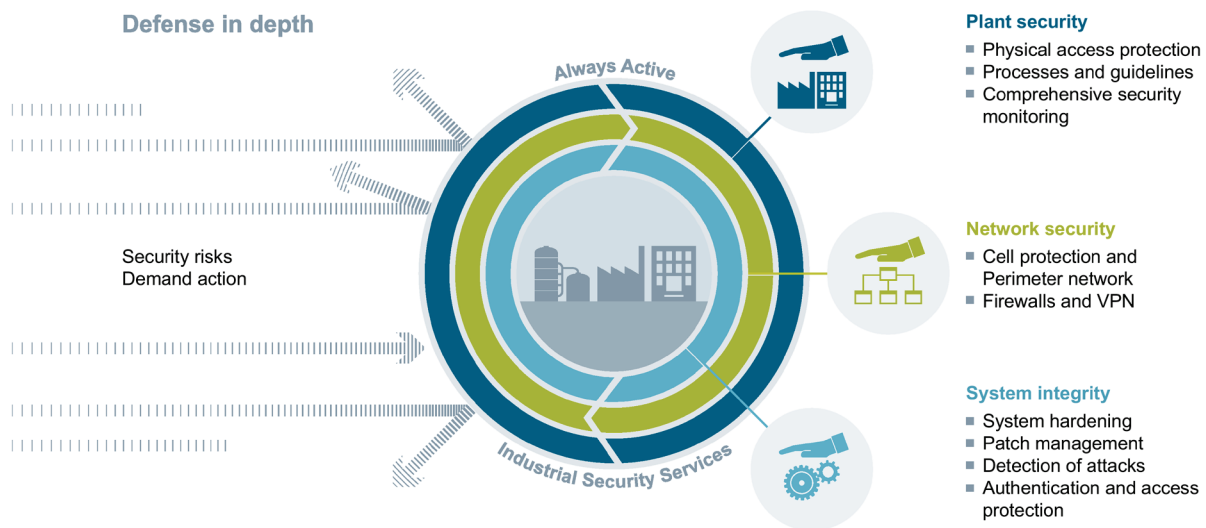 Defense in depth
Always Active
Security risks
Demand action
Industrial Security Services
Plant security
Physical access protection
Processes and guidelines
Comprehensive security
monitoring
Network security
Cell protection and
Perimeter network
Firewalls and VPN
System integrity
System hardening
Patch management
Detection of attacks
Authentication and access
protection